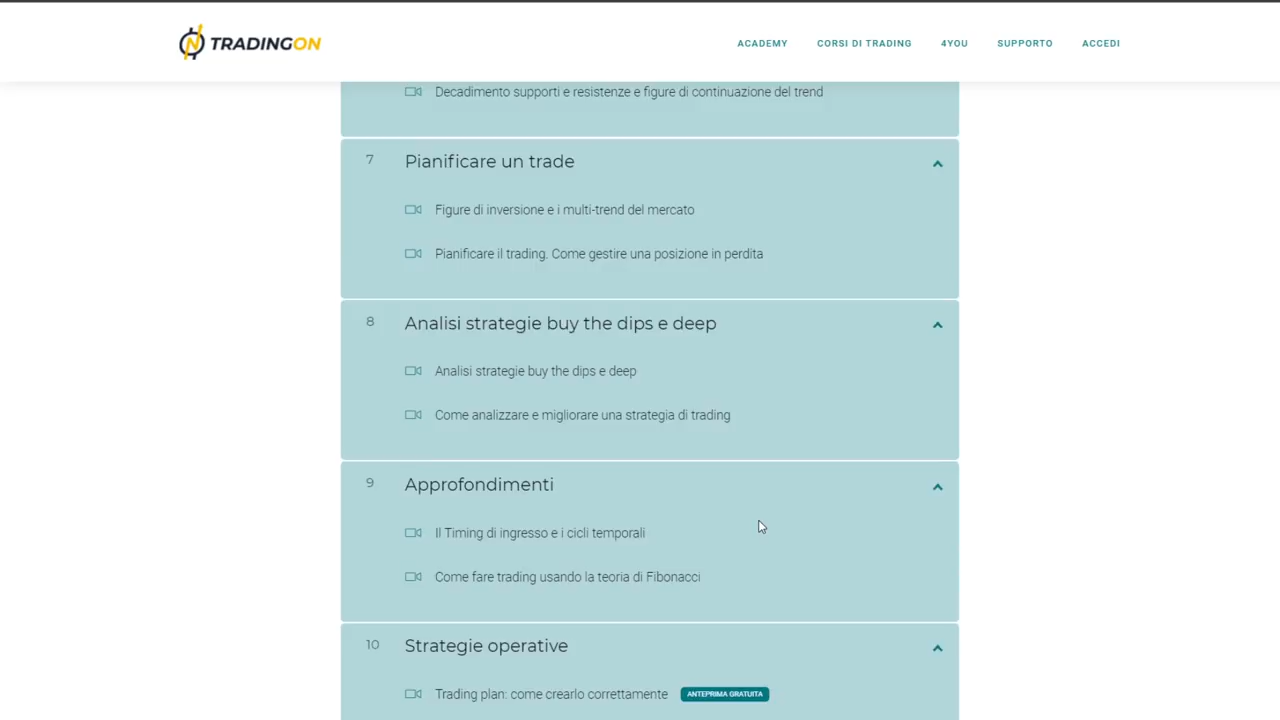 TRADINGON
ACADEMY CORSI DI TRADING 4YOU SUPPORTO ACCEDI
Decadimento supporti e resistenze e figure di continuazione del trend
7 Pianificare un trade
Figure di inversione e i multi-trend del mercato
Pianificare il trading. Come gestire una posizione in perdita
8 Analisi strategie buy the dips e deep
Analisi strategie buy the dips e deep
Come analizzare e migliorare una strategia di trading
9 Approfondimenti
Il Timing di ingresso e i cicli temporali
Come fare trading usando la teoria di Fibonacci
10 Strategie operative
Trading plan: come crearlo correttamente ANTEPRIMA GRATUITA